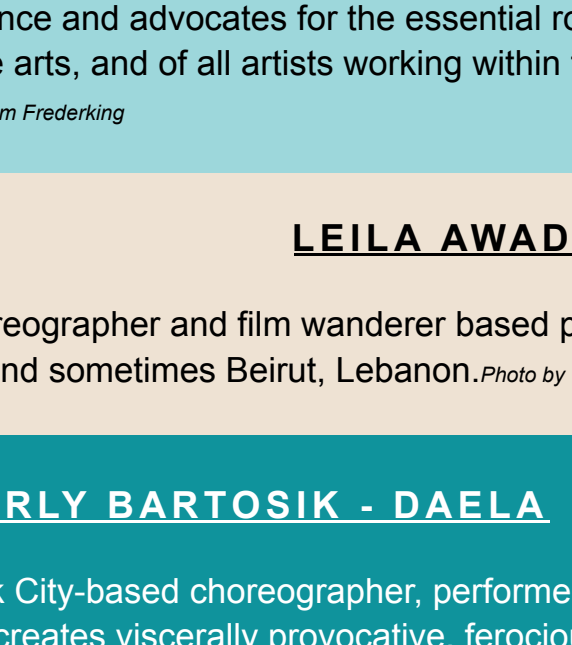 nce and advocates for the essential ro
arts, and of all artists working within
m Frederking
LEILA AWAD
reographer and film wanderer based p
nd sometimes Beirut, Lebanon.Photo by
RLY BARTOSIK - DAELA
k City-based choreographer, performe
creates viscerally provocative, ferociou